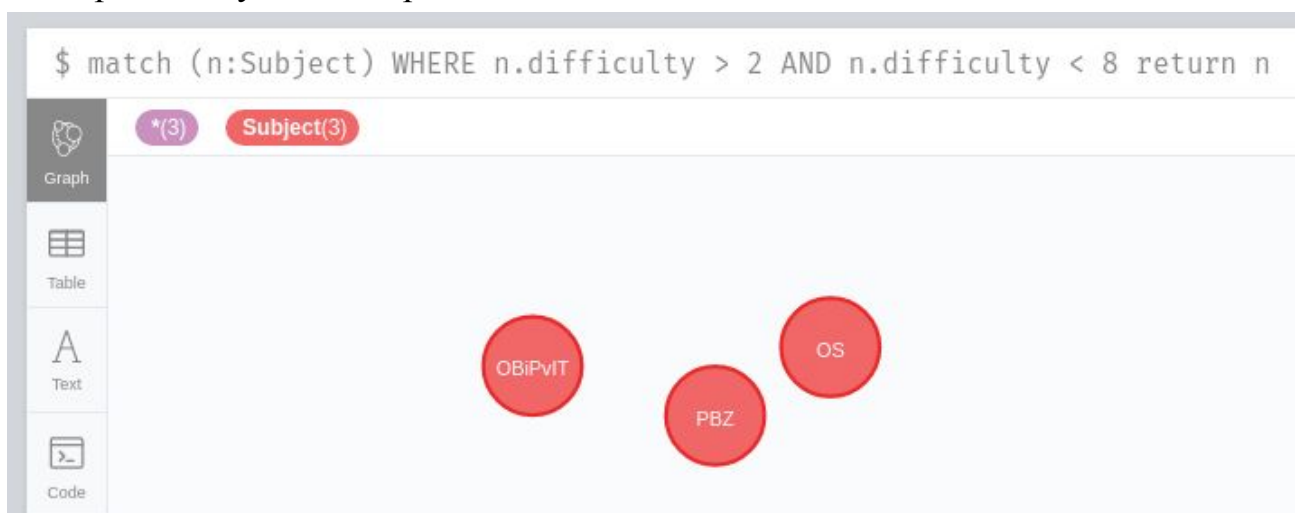 $ match (n:Subject) WHERE n.difficulty > 2 AND n.difficulty < 8 return n
*(3) Subject(3)
Graph
Table
Text
Code
OBiPvIT
PBZ
OS